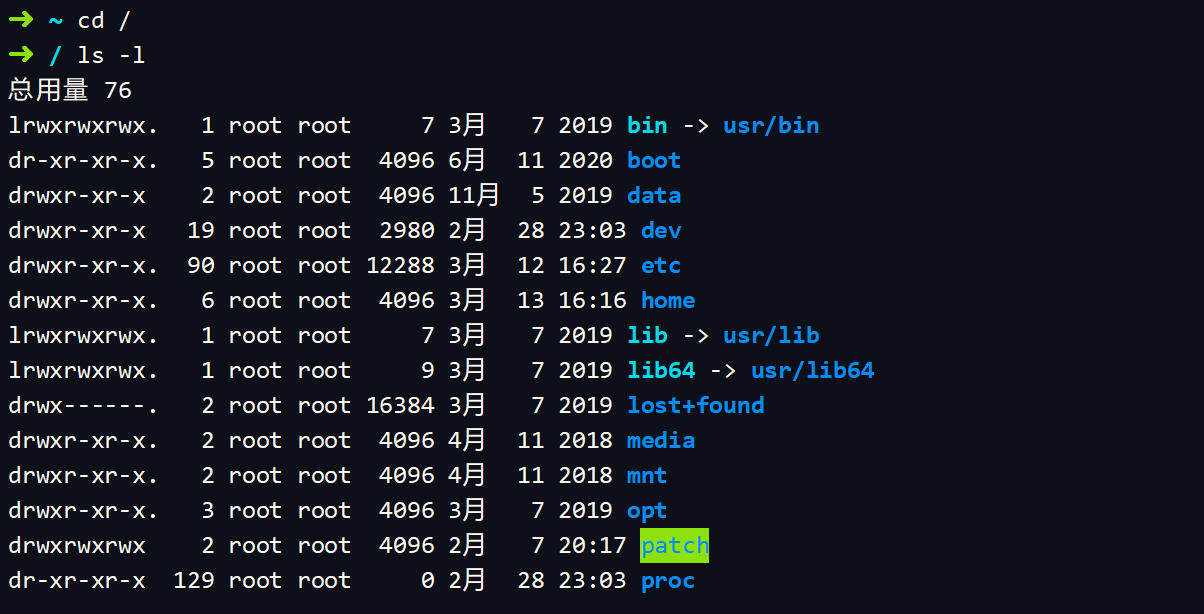 ➜ ~ cd /
➜ / ls -l
总用量 76
lrwxrwxrwx.   1 root root     7 3月   7 2019 bin -> usr/bin
dr-xr-xr-x.   5 root root  4096 6月  11 2020 boot
drwxr-xr-x    2 root root  4096 11月  5 2019 data
drwxr-xr-x   19 root root  2980 2月  28 23:03 dev
drwxr-xr-x.  90 root root 12288 3月  12 16:27 etc
drwxr-xr-x.   6 root root  4096 3月  13 16:16 home
lrwxrwxrwx.   1 root root     7 3月   7 2019 lib -> usr/lib
lrwxrwxrwx.   1 root root     9 3月   7 2019 lib64 -> usr/lib64
drwx------.   2 root root 16384 3月   7 2019 lost+found
drwxr-xr-x.   2 root root  4096 4月  11 2018 media
drwxr-xr-x.   2 root root  4096 4月  11 2018 mnt
drwxr-xr-x.   3 root root  4096 3月   7 2019 opt
drwxrwxrwx    2 root root  4096 2月   7 20:17 patch
dr-xr-xr-x  129 root root     0 2月  28 23:03 proc